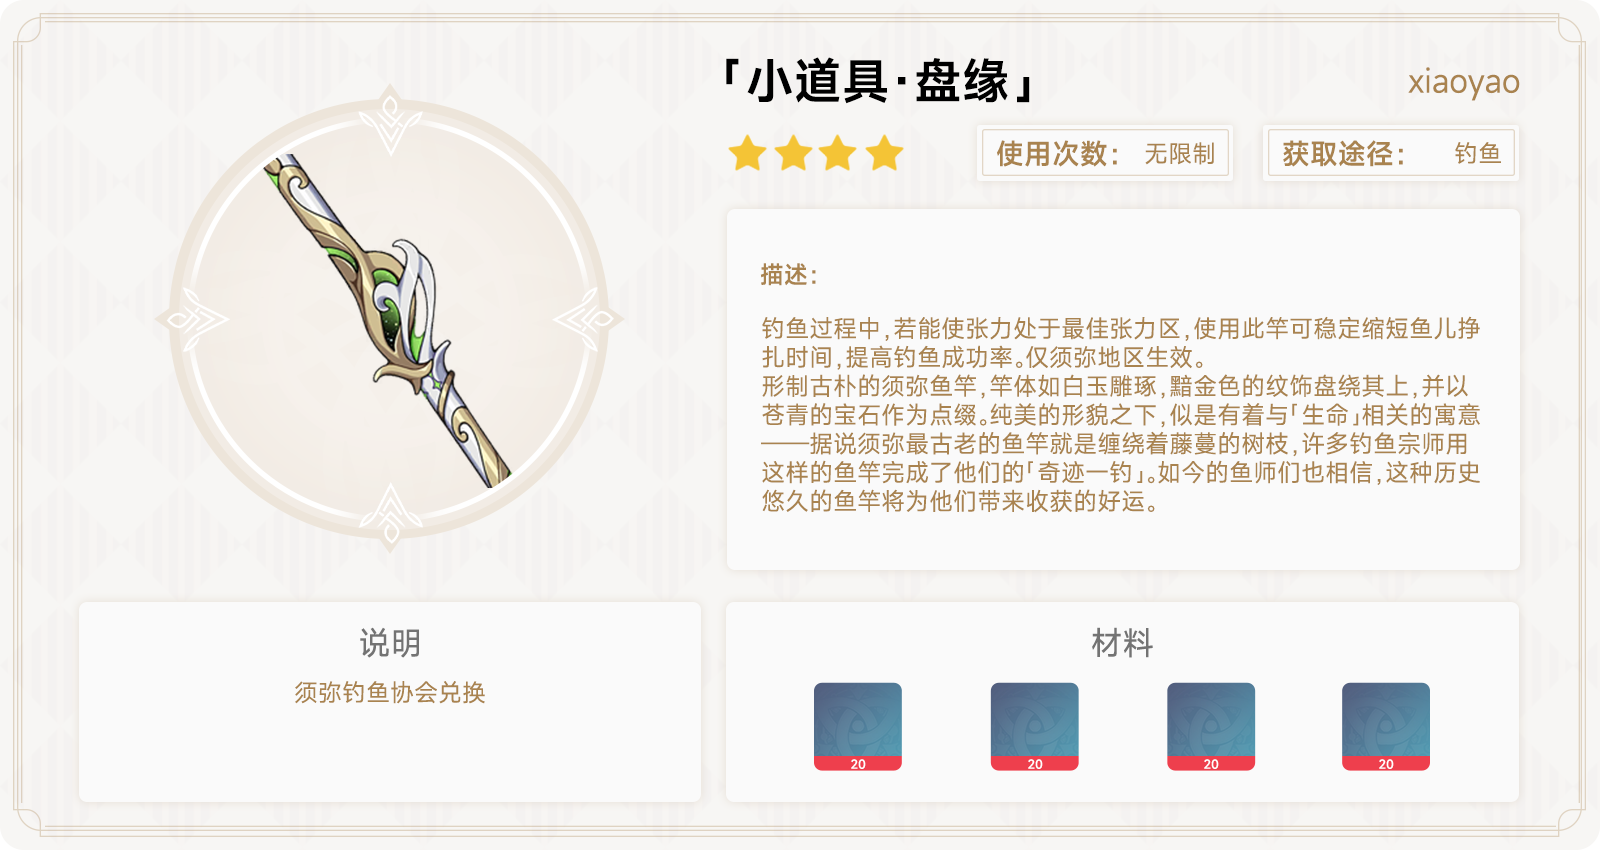 「小道具·盘缘」
xiaoyao
使用次数： 无限制
获取途径： 钓鱼
描述：
钓鱼过程中,若能使张力处于最佳张力区,使用此竿可稳定缩短鱼儿挣
扎时间,提高钓鱼成功率。仅须弥地区生效。
形制古朴的须弥鱼竿,竿体如白玉雕琢,黯金色的纹饰盘绕其上,并以
苍青的宝石作为点缀。纯美的形貌之下,似是有着与「生命」相关的寓意
——据说须弥最古老的鱼竿就是缠绕着藤蔓的树枝,许多钓鱼宗师用
这样的鱼竿完成了他们的「奇迹一钓」。如今的鱼师们也相信,这种历史
悠久的鱼竿将为他们带来收获的好运。
说明
须弥钓鱼协会兑换
材料
20
20
20
20